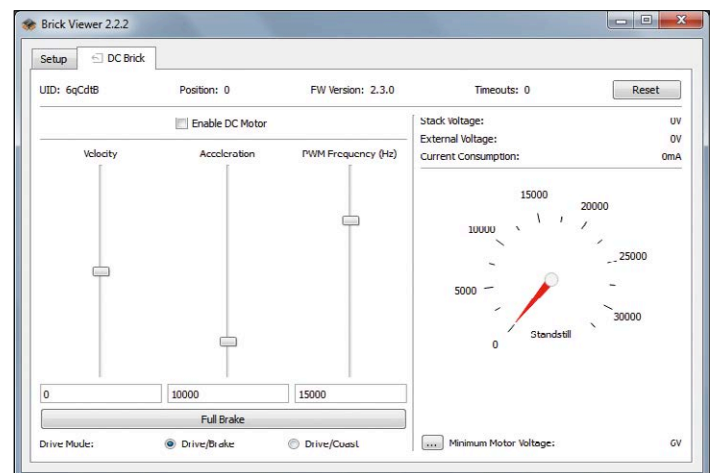 Brick Viewer 2.2.2
Setup
DC Brick
UID: 6qCdtB
Position: 0
FW Version: 2.3.0
Timeouts: 0
Reset
Enable DC Motor
Velocity
Acceleration
PWM Frequency (Hz)
0
10000
15000
Full Brake
Drive Mode:
Drive/Brake
Drive/Coast
Stack Voltage: 0V
External Voltage: 0V
Current Consumption: 0mA
0
5000
10000
15000
20000
25000
30000
Standstill
... Minimum Motor Voltage: 6V